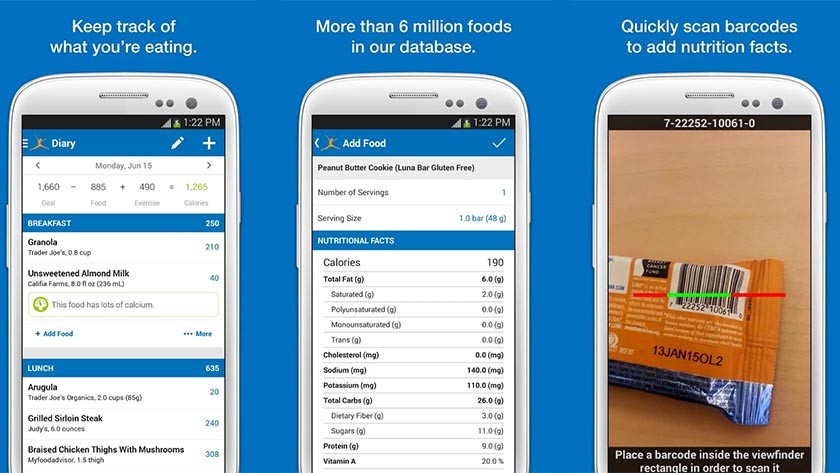 Keep track of
what you're eating.
1:22 PM
Diary
Monday, Jun 15
1,660 − 885 + 490 = 1,265
Goal Food Exercise Calories
BREAKFAST 250
Granola
Trader Joe's, 0.8 cup
210
Unsweetened Almond Milk
Califia Farms, 8.0 fl oz (236 mL)
40
This food has lots of calcium.
+ Add Food ••• More
LUNCH 635
Arugula
Trader Joe's Organics, 2.0 cups (85g)
20
Grilled Sirloin Steak
Judy's, 6.0 ounces
240
Braised Chicken Thighs With Mushrooms
Myfoodadvisor, 1.5 thigh
308
More than 6 million foods
in our database.
1:22 PM
Add Food
Peanut Butter Cookie (Luna Bar Gluten Free)
Number of Servings 1
Serving Size 1.0 bar (48 g)
NUTRITIONAL FACTS
Calories 190
Total Fat (g) 6.0 (g)
Saturated (g) 2.0 (g)
Polyunsaturated (g) 0.0 (g)
Monounsaturated (g) 0.0 (g)
Trans (g) 0.0 (g)
Cholesterol (mg) 0.0 (mg)
Sodium (mg) 140.0 (mg)
Potassium (mg) 110.0 (mg)
Total Carbs (g) 26.0 (g)
Dietary Fiber (g) 3.0 (g)
Sugars (g) 11.0 (g)
Protein (g) 9.0 (g)
Vitamin A 20.0 %
Quickly scan barcodes
to add nutrition facts.
7-22252-10061-0
CANCER
FUND
7 22252 10061 0
13JAN15OL2
Place a barcode inside the viewfinder
rectangle in order to scan it